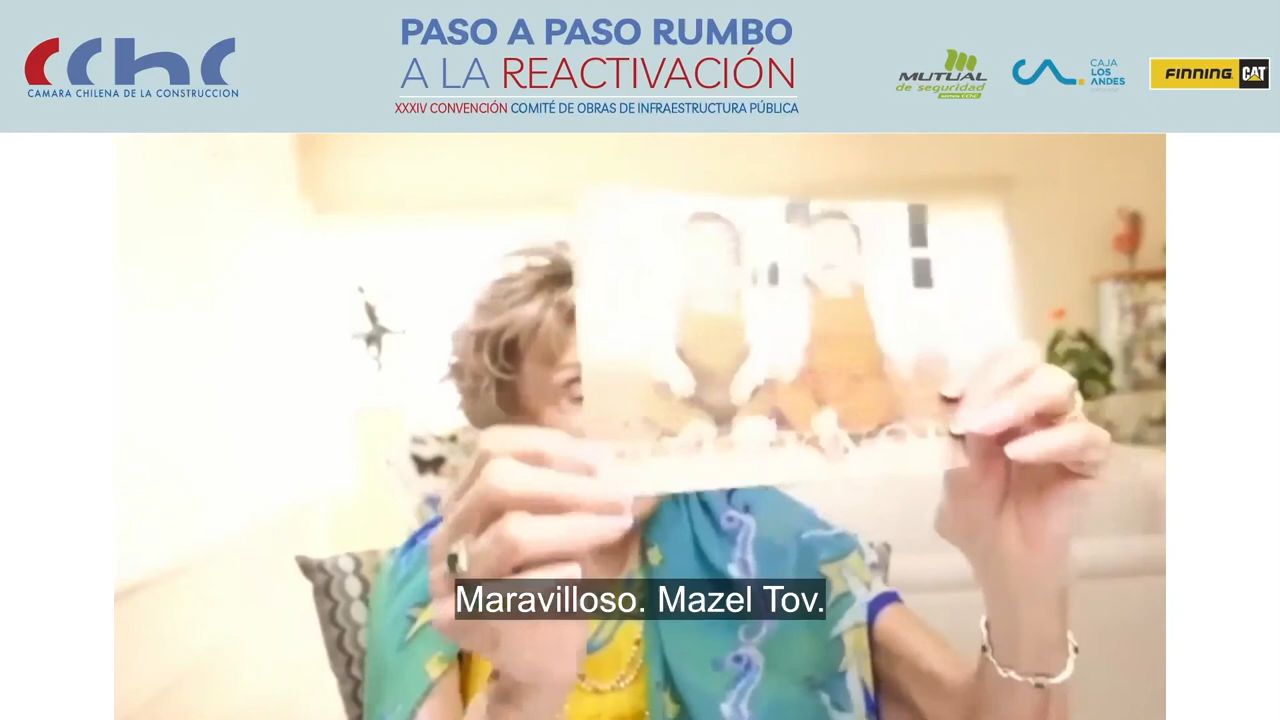 CChC
CAMARA CHILENA DE LA CONSTRUCCION
PASO A PASO RUMBO
A LA REACTIVACIÓN
XXXIV CONVENCIÓN COMITÉ DE OBRAS DE INFRAESTRUCTURA PÚBLICA
MUTUAL
de seguridad
CAJA
LOS
ANDES
FINNING CAT
Maravilloso. Mazel Tov.